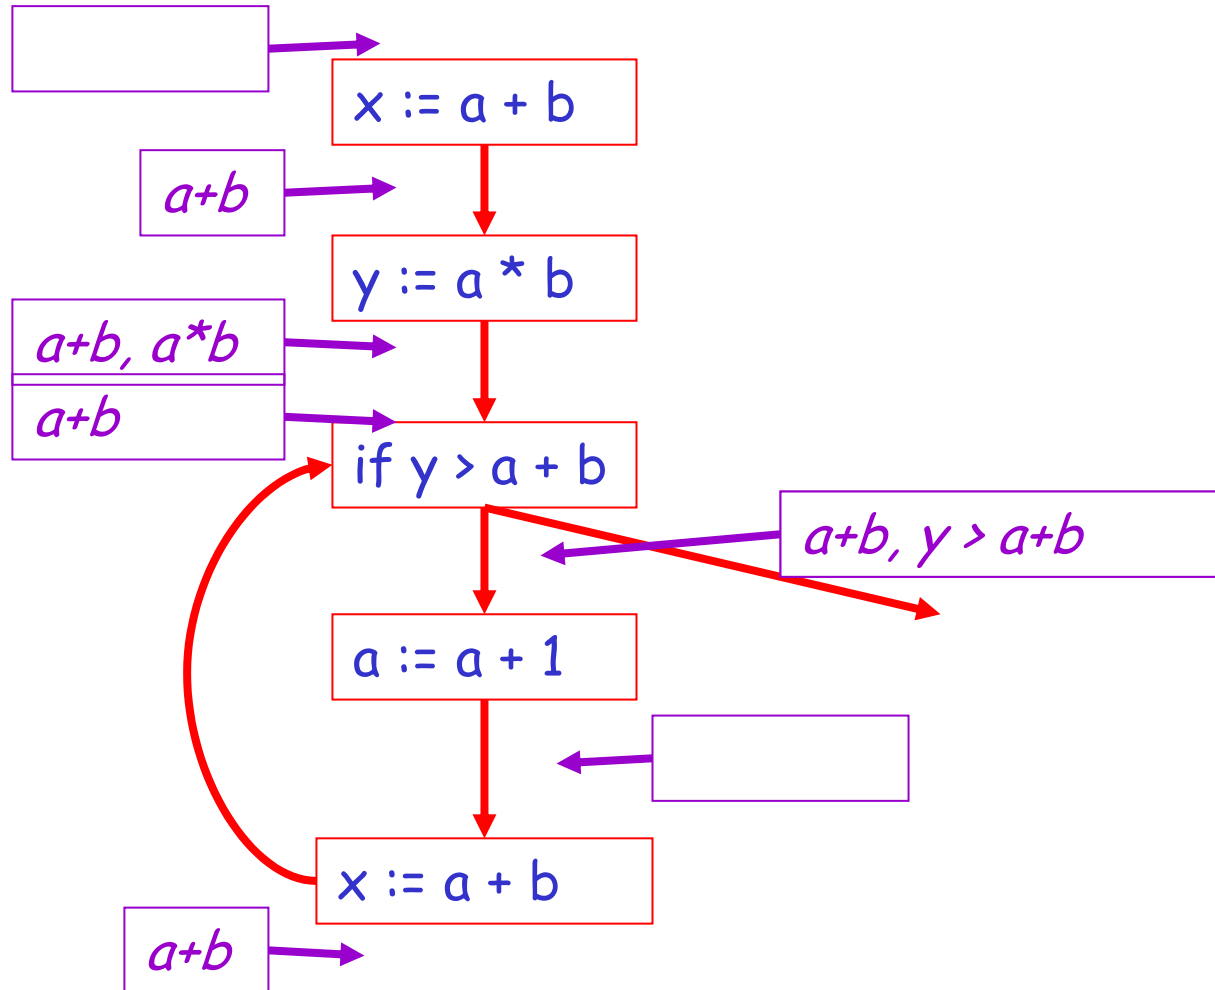 x := a + b
a+b
y := a * b
a+b, a*b
a+b
if y > a + b
a+b, y > a+b
a := a + 1
x := a + b
a+b